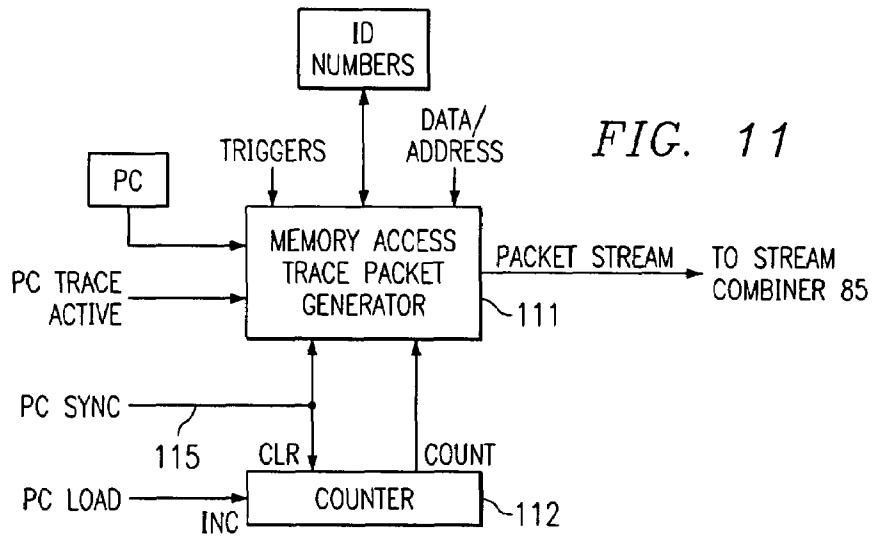 ID
NUMBERS
DATA/
ADDRESS
TRIGGERS
FIG. 11
PC
MEMORY ACCESS
TRACE PACKET
GENERATOR
PACKET STREAM
TO STREAM
COMBINER 85
PC TRACE
ACTIVE
111
PC SYNC
115
CLR
COUNT
PC LOAD
INC
COUNTER
112